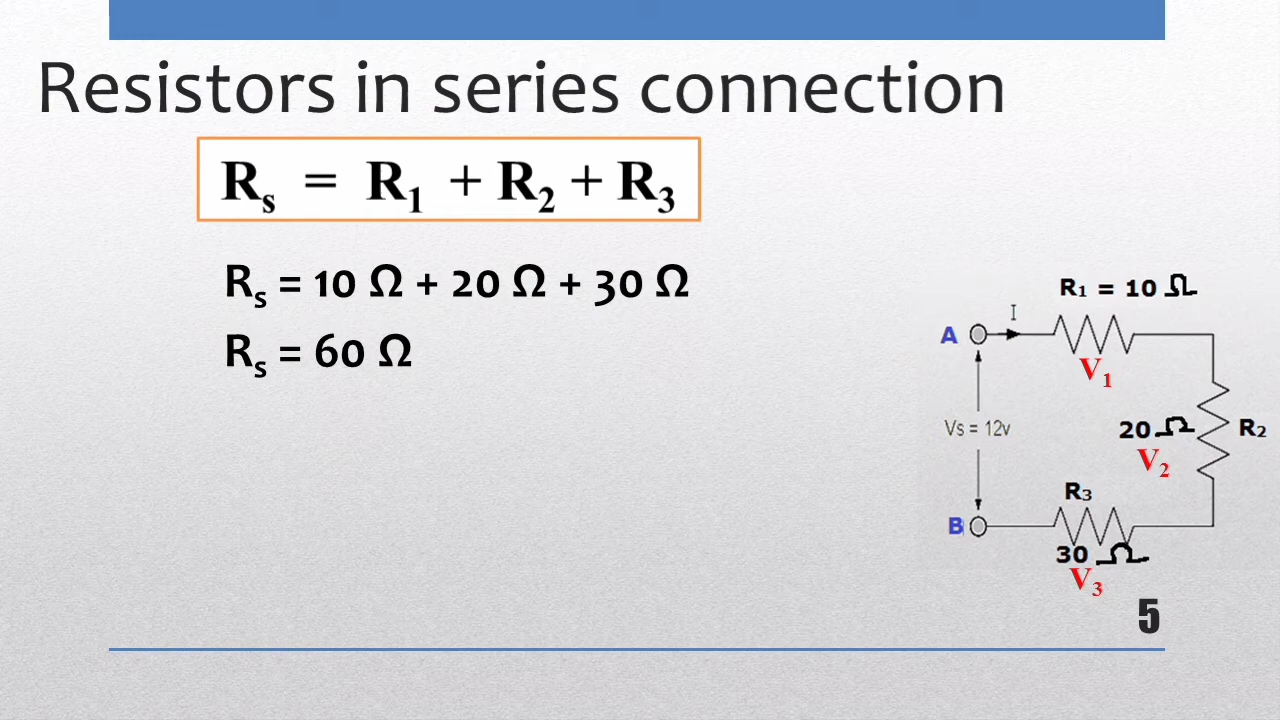 Resistors in series connection
Rₛ = R₁ + R₂ + R₃
Rₛ = 10 Ω + 20 Ω + 30 Ω
Rₛ = 60 Ω
R₁ = 10 Ω
I
A
V₁
Vs = 12v
20 Ω
R₂
V₂
R₃
B
30 Ω
V₃
5